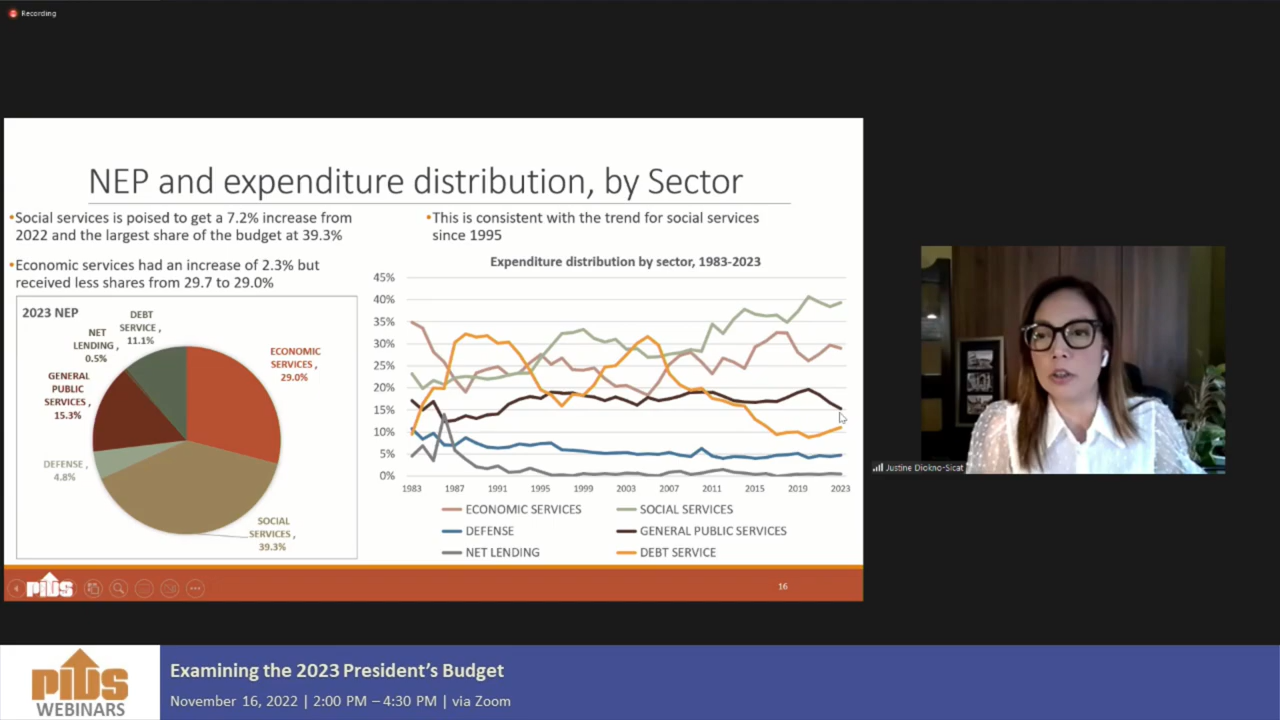 Recording
NEP and expenditure distribution, by Sector
•Social services is poised to get a 7.2% increase from
2022 and the largest share of the budget at 39.3%
•Economic services had an increase of 2.3% but
received less shares from 29.7 to 29.0%
•This is consistent with the trend for social services
since 1995
2023 NEP
DEBT
SERVICE ,
11.1%
NET
LENDING ,
0.5%
ECONOMIC
SERVICES ,
29.0%
GENERAL
PUBLIC
SERVICES ,
15.3%
DEFENSE ,
4.8%
SOCIAL
SERVICES ,
39.3%
Expenditure distribution by sector, 1983-2023
45%
40%
35%
30%
25%
20%
15%
10%
5%
0%
1983 1987 1991 1995 1999 2003 2007 2011 2015 2019 2023
ECONOMIC SERVICES SOCIAL SERVICES
DEFENSE GENERAL PUBLIC SERVICES
NET LENDING DEBT SERVICE
PIDS
16
Justine Diokno-Sicat
PIDS
WEBINARS
Examining the 2023 President's Budget
November 16, 2022 | 2:00 PM – 4:30 PM | via Zoom